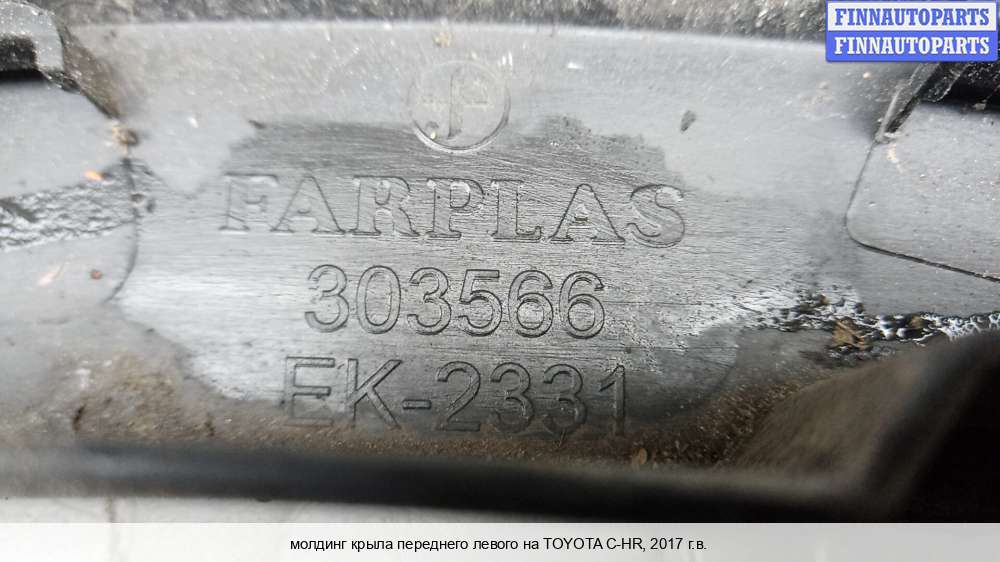 FINNAUTOPARTS
FINNAUTOPARTS
FARPLAS
303566
EK-2331
молдинг крыла переднего левого на TOYOTA C-HR, 2017 г.в.